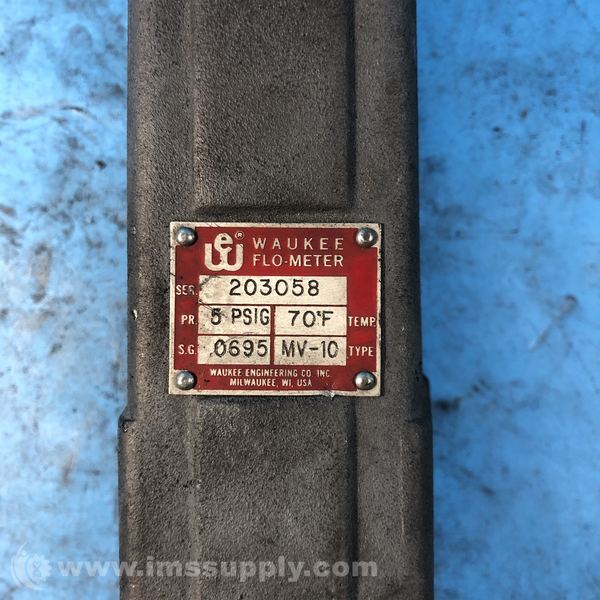 eW® WAUKEE
FLO-METER
SER. 203058
PR. 5 PSIG 70°F TEMP.
S.G. .0695 MV-10 TYPE
WAUKEE ENGINEERING CO. INC.
MILWAUKEE, WI, USA
© www.imssupply.com